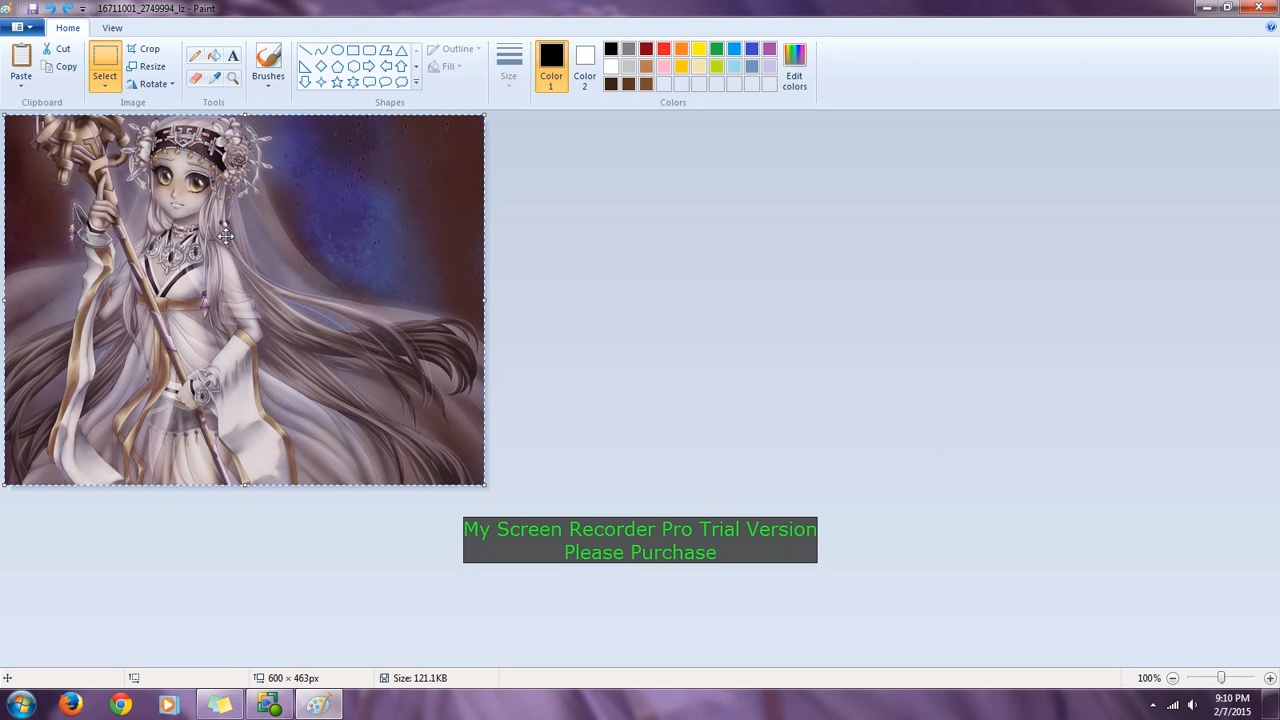 16711001_2749994_lz - Paint
Home
View
Paste
Cut
Copy
Clipboard
Select
Crop
Resize
Rotate
Image
A
Tools
Brushes
Outline
Fill
Shapes
Size
Color 1
Color 2
Edit colors
Colors
My Screen Recorder Pro Trial Version
Please Purchase
600 × 463px
Size: 121.1KB
100%
9:10 PM
2/7/2015